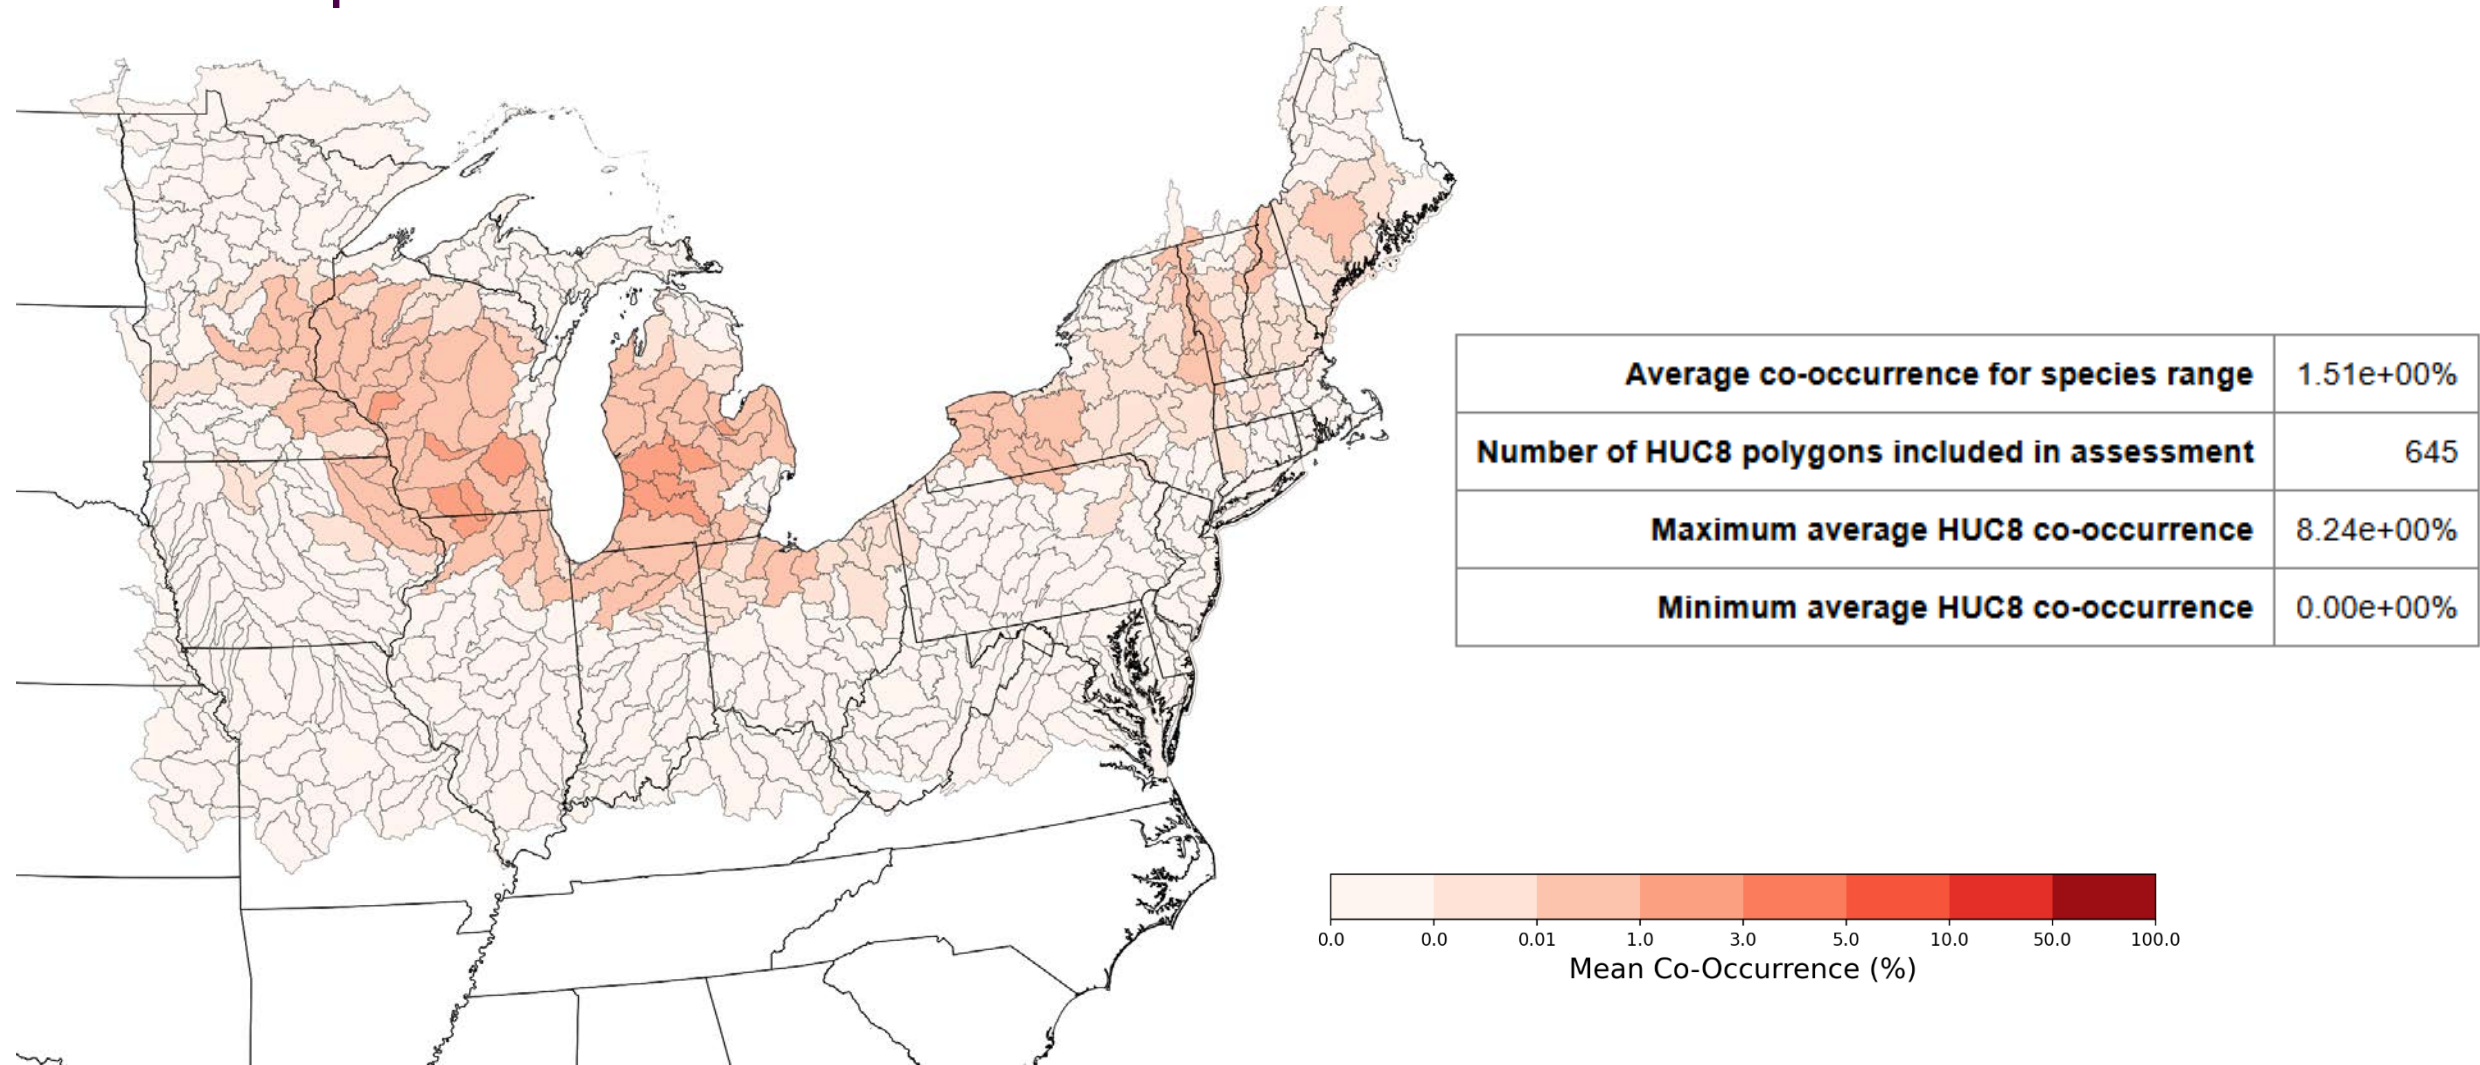 Average co-occurrence for species range 1.51e+00%
Number of HUC8 polygons included in assessment 645
Maximum average HUC8 co-occurrence 8.24e+00%
Minimum average HUC8 co-occurrence 0.00e+00%
0.0 0.0 0.01 1.0 3.0 5.0 10.0 50.0 100.0
Mean Co-Occurrence (%)